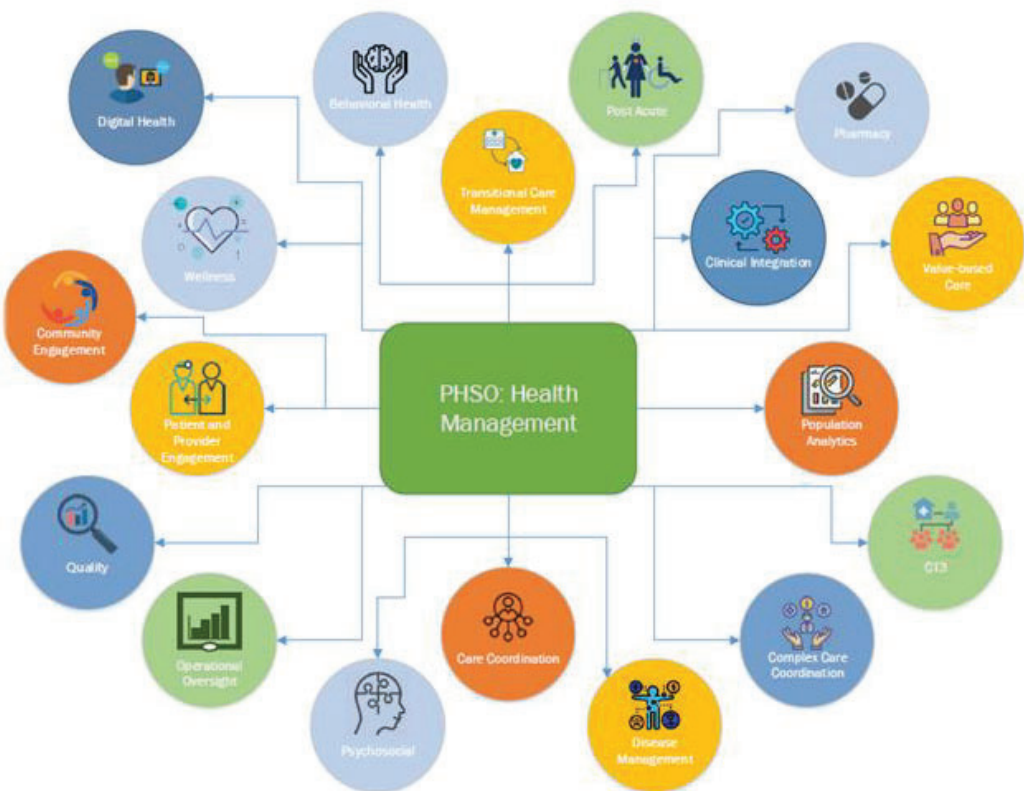 Digital Health
Behavioral Health
Post Acute
Pharmacy
Transitional Care
Management
Wellness
Clinical Integration
Value-based
Care
Community
Engagement
PHSO: Health
Management
Patient and
Provider
Engagement
Population
Analytics
Quality
CT3
Operational
Oversight
Care Coordination
Complex Care
Coordination
Psychosocial
Disease
Management